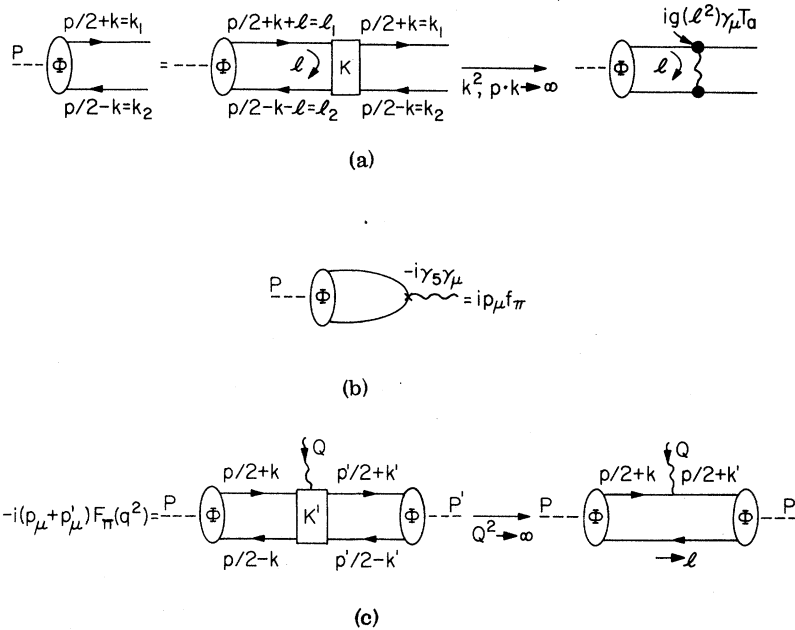 P
Φ
p/2+k=k₁
p/2-k=k₂
=
Φ
p/2+k+ℓ=ℓ₁
ℓ
p/2-k-ℓ=ℓ₂
K
p/2+k=k₁
p/2-k=k₂
k², p·k→∞
Φ
ℓ
ig(ℓ²)γμTa
(a)
P
Φ
-iγ₅γμ
=ipμfπ
(b)
-i(pμ+p'μ)Fπ(q²)=
P
Φ
p/2+k
p/2-k
Q
K'
p'/2+k'
p'/2-k'
Φ
P'
Q²→∞
P
Φ
p/2+k
Q
p/2+k'
ℓ
Φ
P
(c)